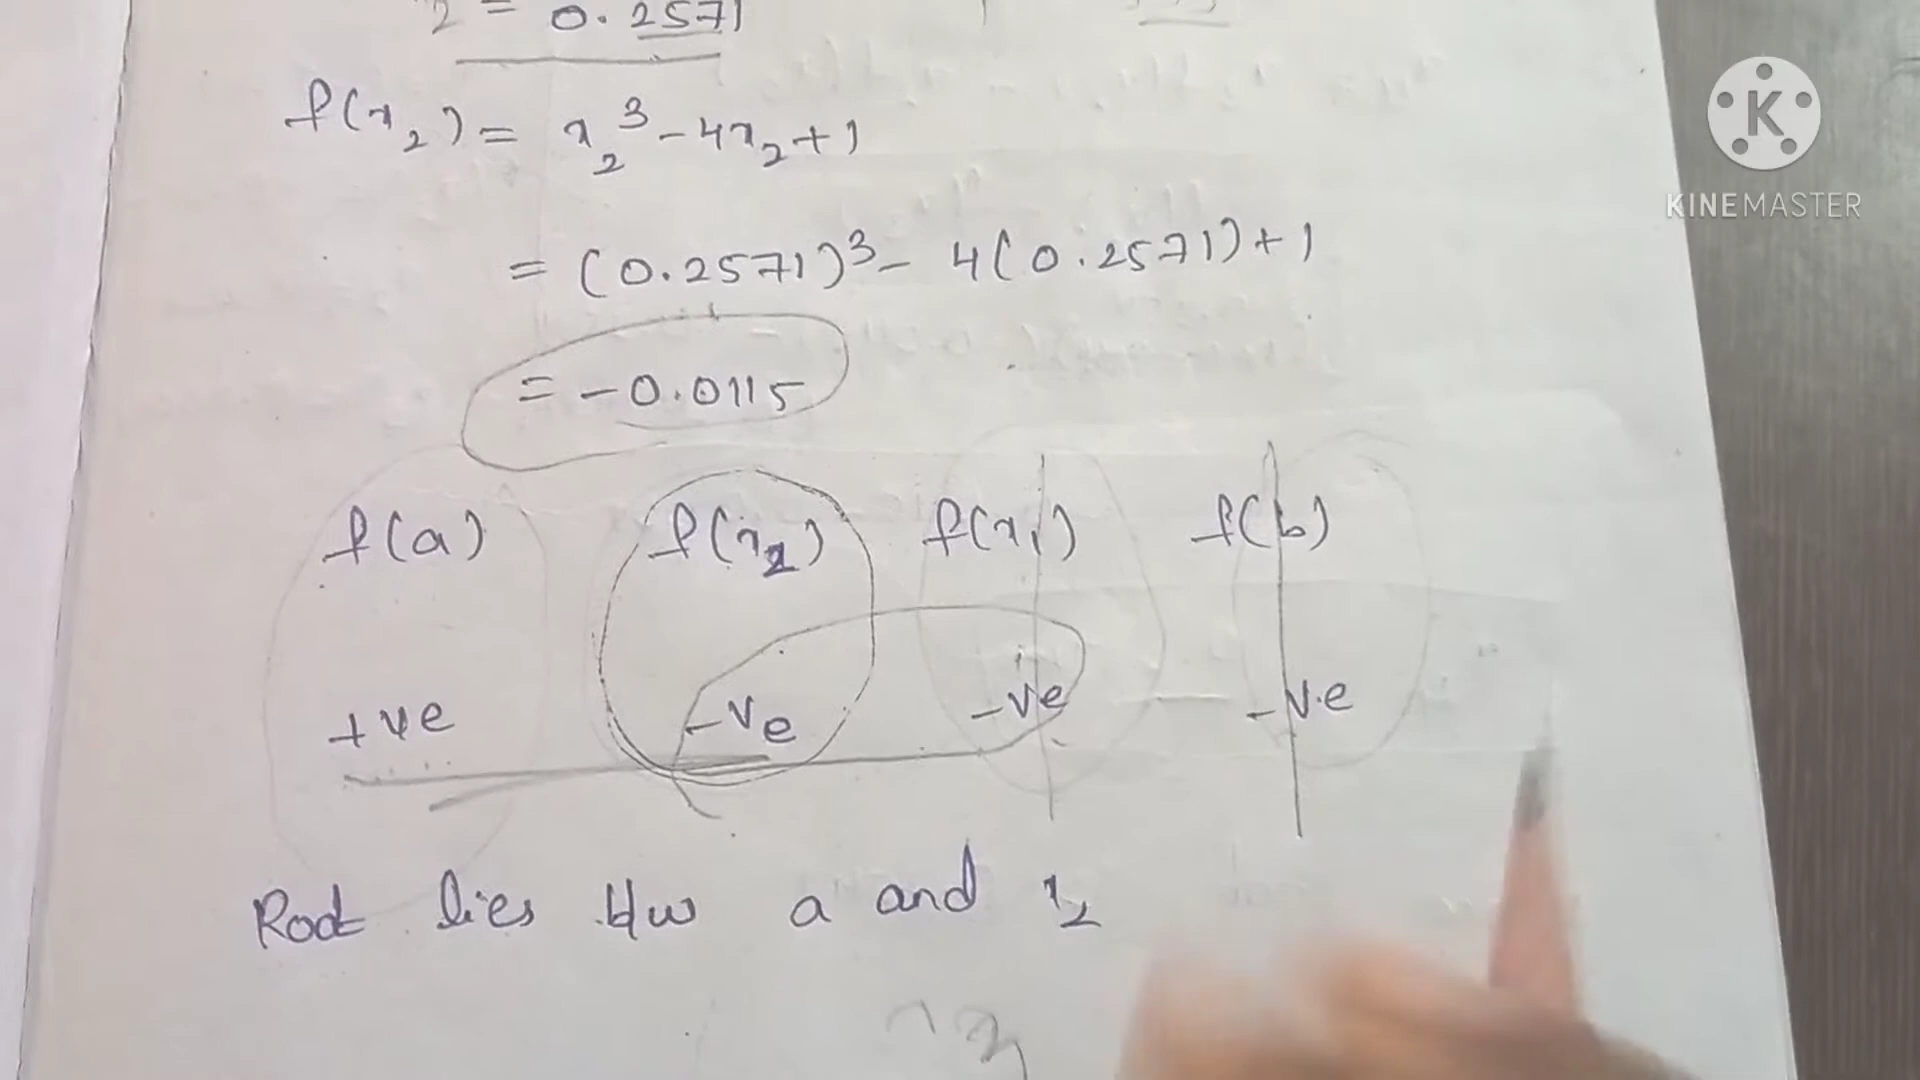 2 = 0.2571
f(x₂) = x₂³ - 4x₂ + 1
= (0.2571)³ - 4(0.2571) + 1
= -0.0115
f(a) f(x₂) f(x₁) f(b)
+ve -ve -ve -ve
Root lies b/w a and x₂
K
KINEMASTER